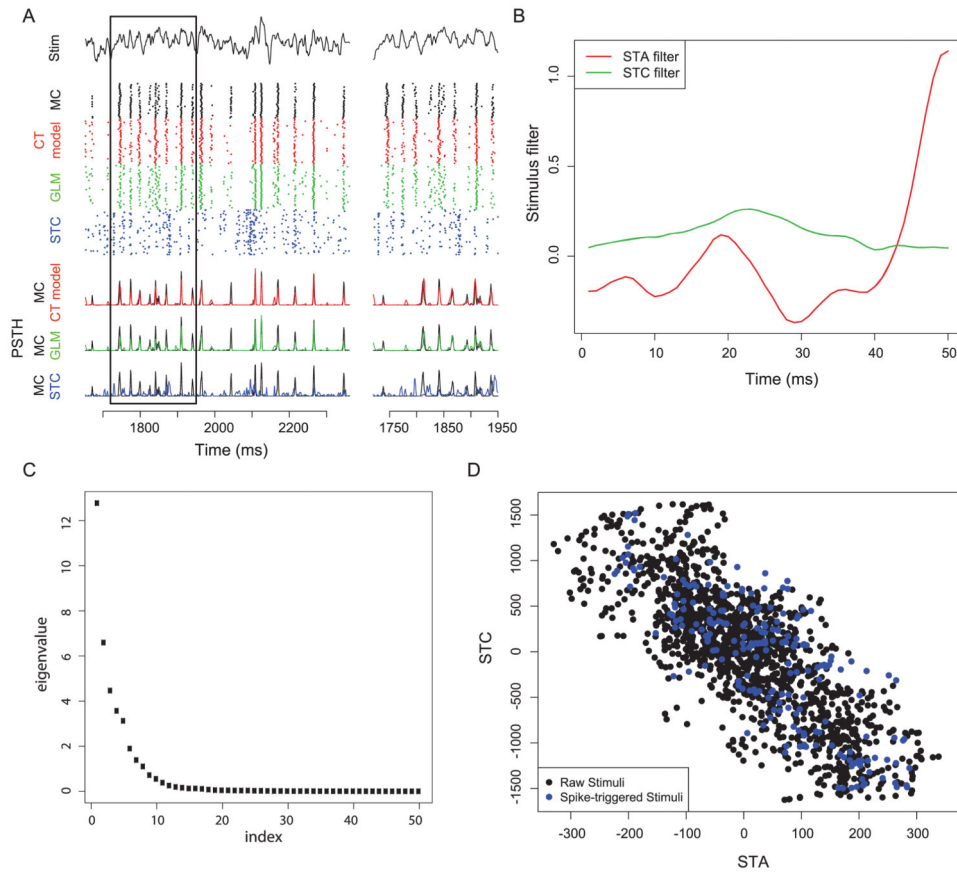 A
Stim
MC
CT
model
GLM
STC
PSTH
MC
CT model
MC
GLM
MC
STC
1800
2000
2200
1750
1850
1950
Time (ms)
B
STA filter
STC filter
Stimulus filter
0.0
0.5
1.0
0
10
20
30
40
50
Time (ms)
C
eigenvalue
12
10
8
6
4
2
0
0
10
20
30
40
50
index
D
STC
1500
1000
500
0
-500
-1000
-1500
Raw Stimuli
Spike-triggered Stimuli
-300
-200
-100
0
100
200
300
STA